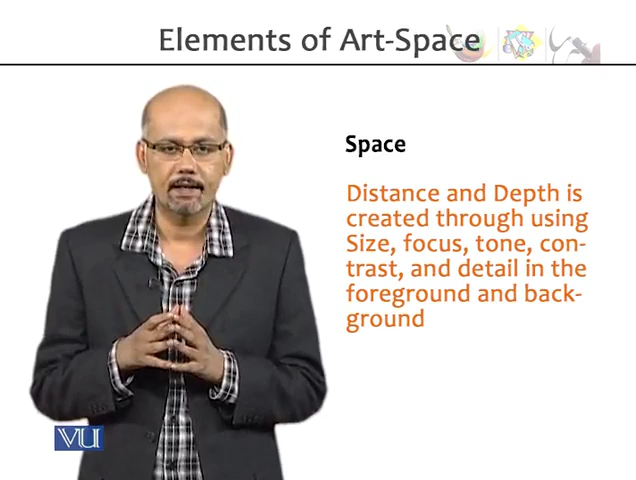 Elements of Art-Space
Space
Distance and Depth is
created through using
Size, focus, tone, con-
trast, and detail in the
foreground and back-
ground
VU